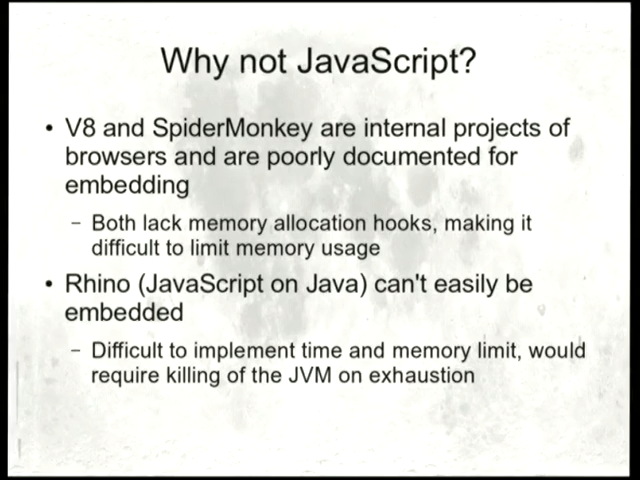 Why not JavaScript?
• V8 and SpiderMonkey are internal projects of
browsers and are poorly documented for
embedding
– Both lack memory allocation hooks, making it
difficult to limit memory usage
• Rhino (JavaScript on Java) can't easily be
embedded
– Difficult to implement time and memory limit, would
require killing of the JVM on exhaustion